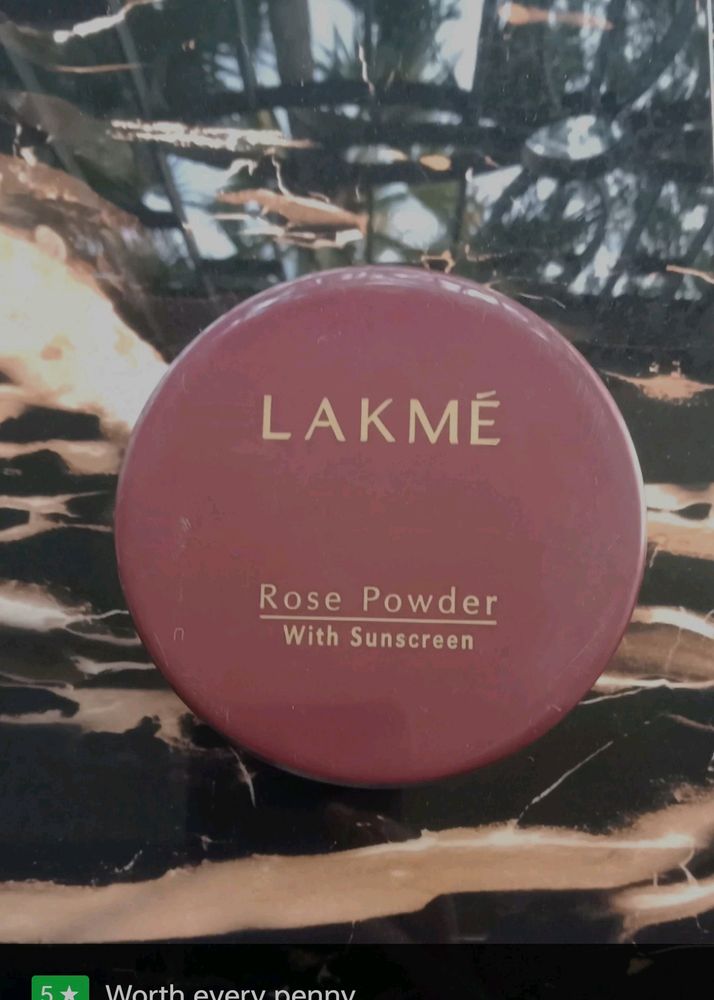 LAKMÉ
Rose Powder
With Sunscreen
5★ Worth every penny